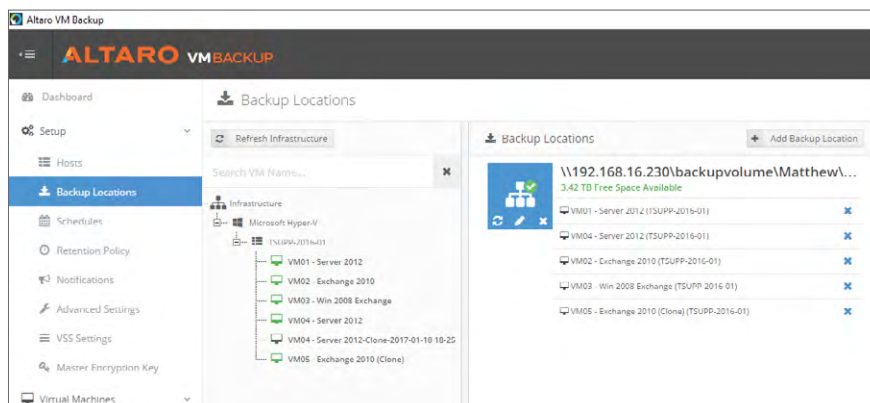 Altaro VM Backup
ALTARO VMBACKUP
Dashboard
Setup
Hosts
Backup Locations
Schedules
Retention Policy
Notifications
Advanced Settings
VSS Settings
Master Encryption Key
Virtual Machines
Backup Locations
Refresh Infrastructure
Search VM Name...
Infrastructure
Microsoft Hyper-V
TSUPP-2016-01
VM01 - Server 2012
VM02 - Exchange 2010
VM03 - Win 2008 Exchange
VM04 - Server 2012
VM04 - Server 2012-Clone-2017-01-10 18-25
VM05 - Exchange 2010 (Clone)
Backup Locations
Add Backup Location
\\192.168.16.230\backupvolume\Matthew\...
3.42 TB Free Space Available
VM01 - Server 2012 (TSUPP-2016-01)
VM04 - Server 2012 (TSUPP-2016-01)
VM02 - Exchange 2010 (TSUPP-2016-01)
VM03 - Win 2008 Exchange (TSUPP-2016-01)
VM05 - Exchange 2010 (Clone) (TSUPP-2016-01)